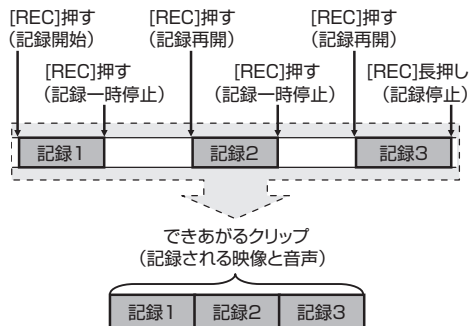 [REC]押す
(記録開始)
[REC]押す
(記録再開)
[REC]押す
(記録再開)
[REC]押す
(記録一時停止)
[REC]押す
(記録一時停止)
[REC]長押し
(記録停止)
記録1
記録2
記録3
できあがるクリップ
(記録される映像と音声)
記録1
記録2
記録3